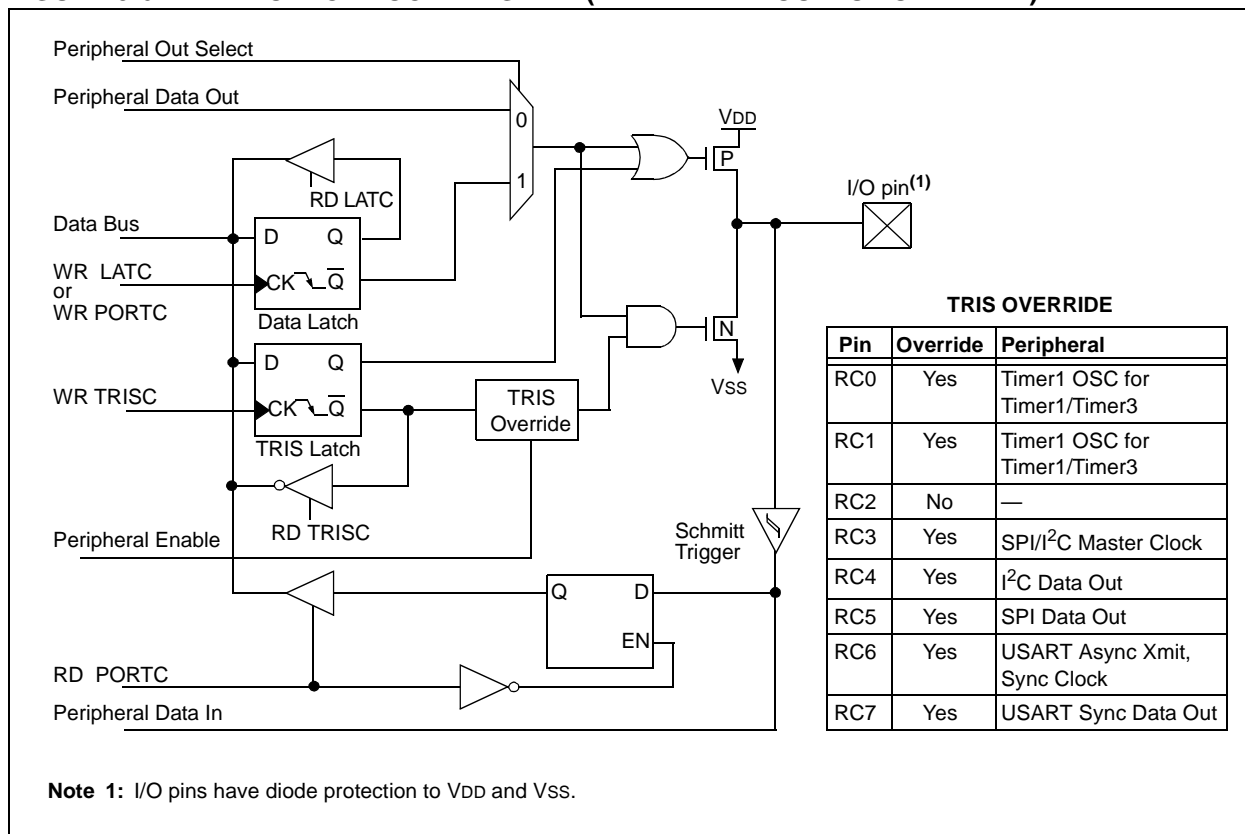 Peripheral Out Select
Peripheral Data Out
0
1
VDD
P
I/O pin(1)
RD LATC
Data Bus
D Q
WR LATC
or
WR PORTC
CK Q
Data Latch
N
VSS
D Q
WR TRISC
CK Q
TRIS Latch
TRIS
Override
RD TRISC
Peripheral Enable
Schmitt
Trigger
Q D
EN
RD PORTC
Peripheral Data In
TRIS OVERRIDE
Pin Override Peripheral
RC0 Yes Timer1 OSC for
Timer1/Timer3
RC1 Yes Timer1 OSC for
Timer1/Timer3
RC2 No —
RC3 Yes SPI/I2C Master Clock
RC4 Yes I2C Data Out
RC5 Yes SPI Data Out
RC6 Yes USART Async Xmit,
Sync Clock
RC7 Yes USART Sync Data Out
Note 1: I/O pins have diode protection to VDD and VSS.